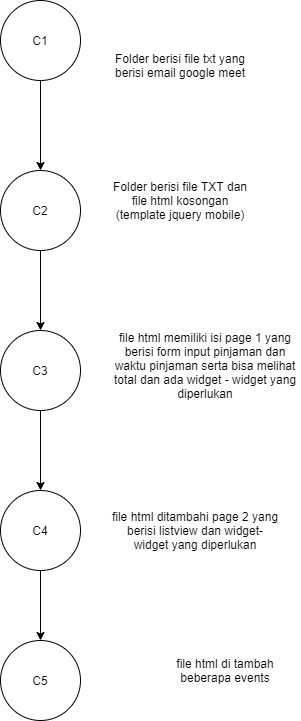 C1
Folder berisi file txt yang
berisi email google meet
C2
Folder berisi file TXT dan
file html kosongan
(template jquery mobile)
C3
file html memiliki isi page 1 yang
berisi form input pinjaman dan
waktu pinjaman serta bisa melihat
total dan ada widget - widget yang
diperlukan
C4
file html ditambahi page 2 yang
berisi listview dan widget-
widget yang diperlukan
C5
file html di tambah
beberapa events